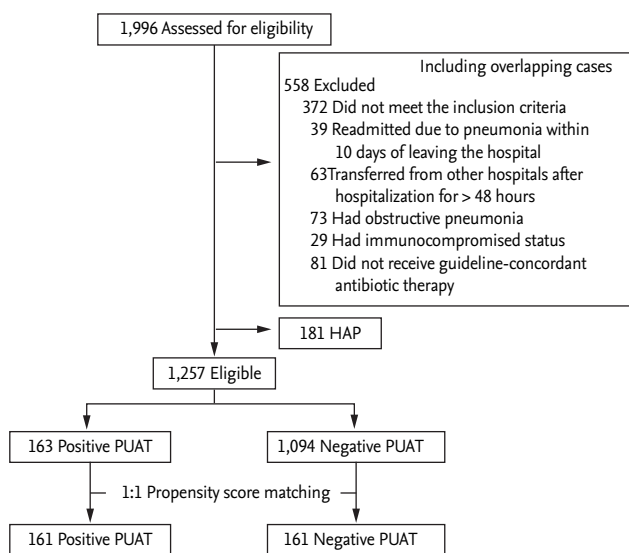 1,996 Assessed for eligibility
Including overlapping cases
558 Excluded
372 Did not meet the inclusion criteria
39 Readmitted due to pneumonia within
10 days of leaving the hospital
63Transferred from other hospitals after
hospitalization for > 48 hours
73 Had obstructive pneumonia
29 Had immunocompromised status
81 Did not receive guideline-concordant
antibiotic therapy
181 HAP
1,257 Eligible
163 Positive PUAT
1,094 Negative PUAT
1:1 Propensity score matching
161 Positive PUAT
161 Negative PUAT